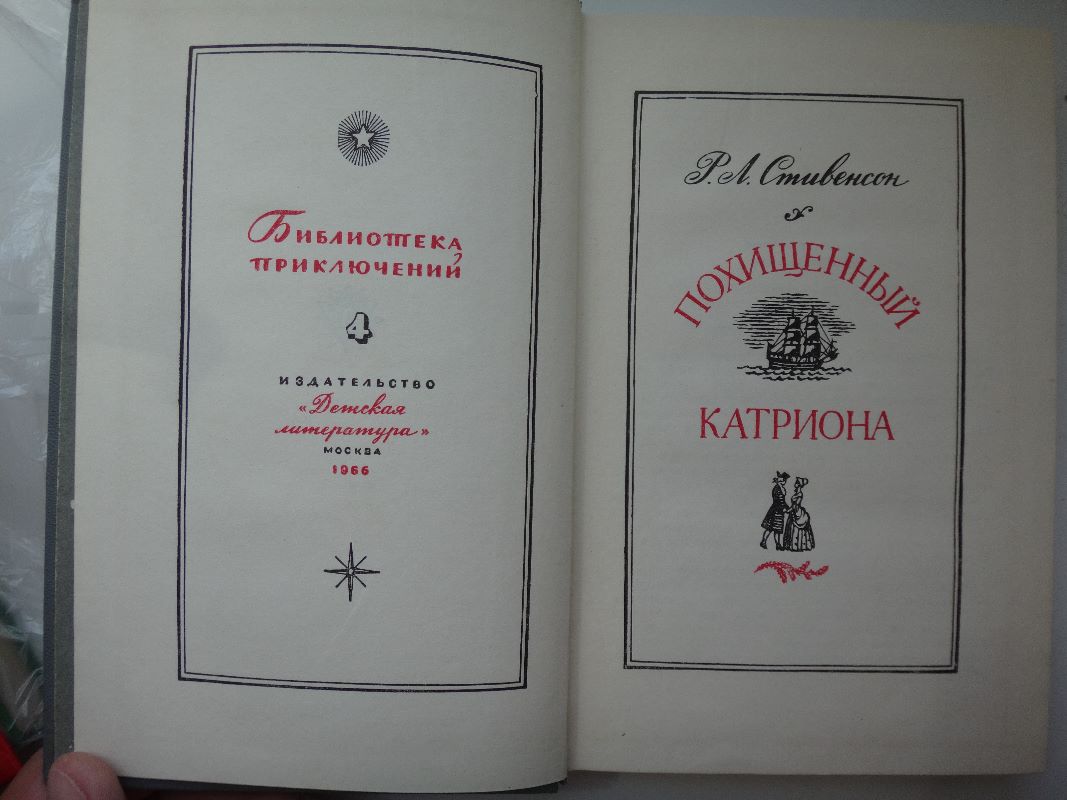 Библиотека
приключений
4
ИЗДАТЕЛЬСТВО
«Детская
литература»
МОСКВА
1966
Р. Л. Стивенсон
ПОХИЩЕННЫЙ
КАТРИОНА